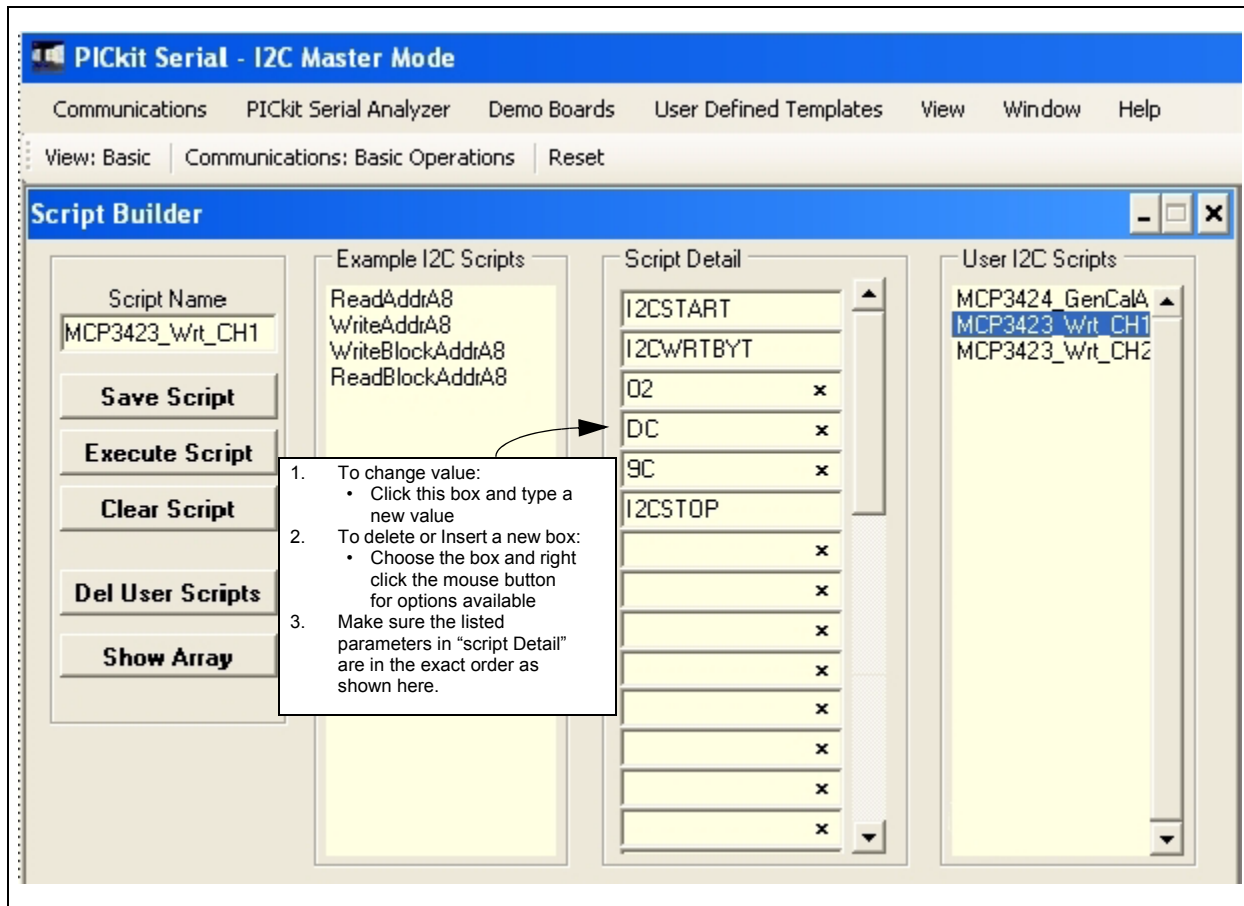 PICkit Serial - I2C Master Mode
Communications PICkit Serial Analyzer Demo Boards User Defined Templates View Window Help
View: Basic Communications: Basic Operations Reset
Script Builder
Script Name
MCP3423_Wrt_CH1
Save Script
Execute Script
Clear Script
Del User Scripts
Show Array
Example I2C Scripts
ReadAddrA8
WriteAddrA8
WriteBlockAddrA8
ReadBlockAddrA8
1. To change value:
• Click this box and type a
new value
2. To delete or Insert a new box:
• Choose the box and right
click the mouse button
for options available
3. Make sure the listed
parameters in “script Detail”
are in the exact order as
shown here.
Script Detail
I2CSTART
I2CWRTBYT
02 x
DC x
9C x
I2CSTOP
x
x
x
x
x
x
x
x
User I2C Scripts
MCP3424_GenCalA
MCP3423_Wrt_CH1
MCP3423_Wrt_CH2